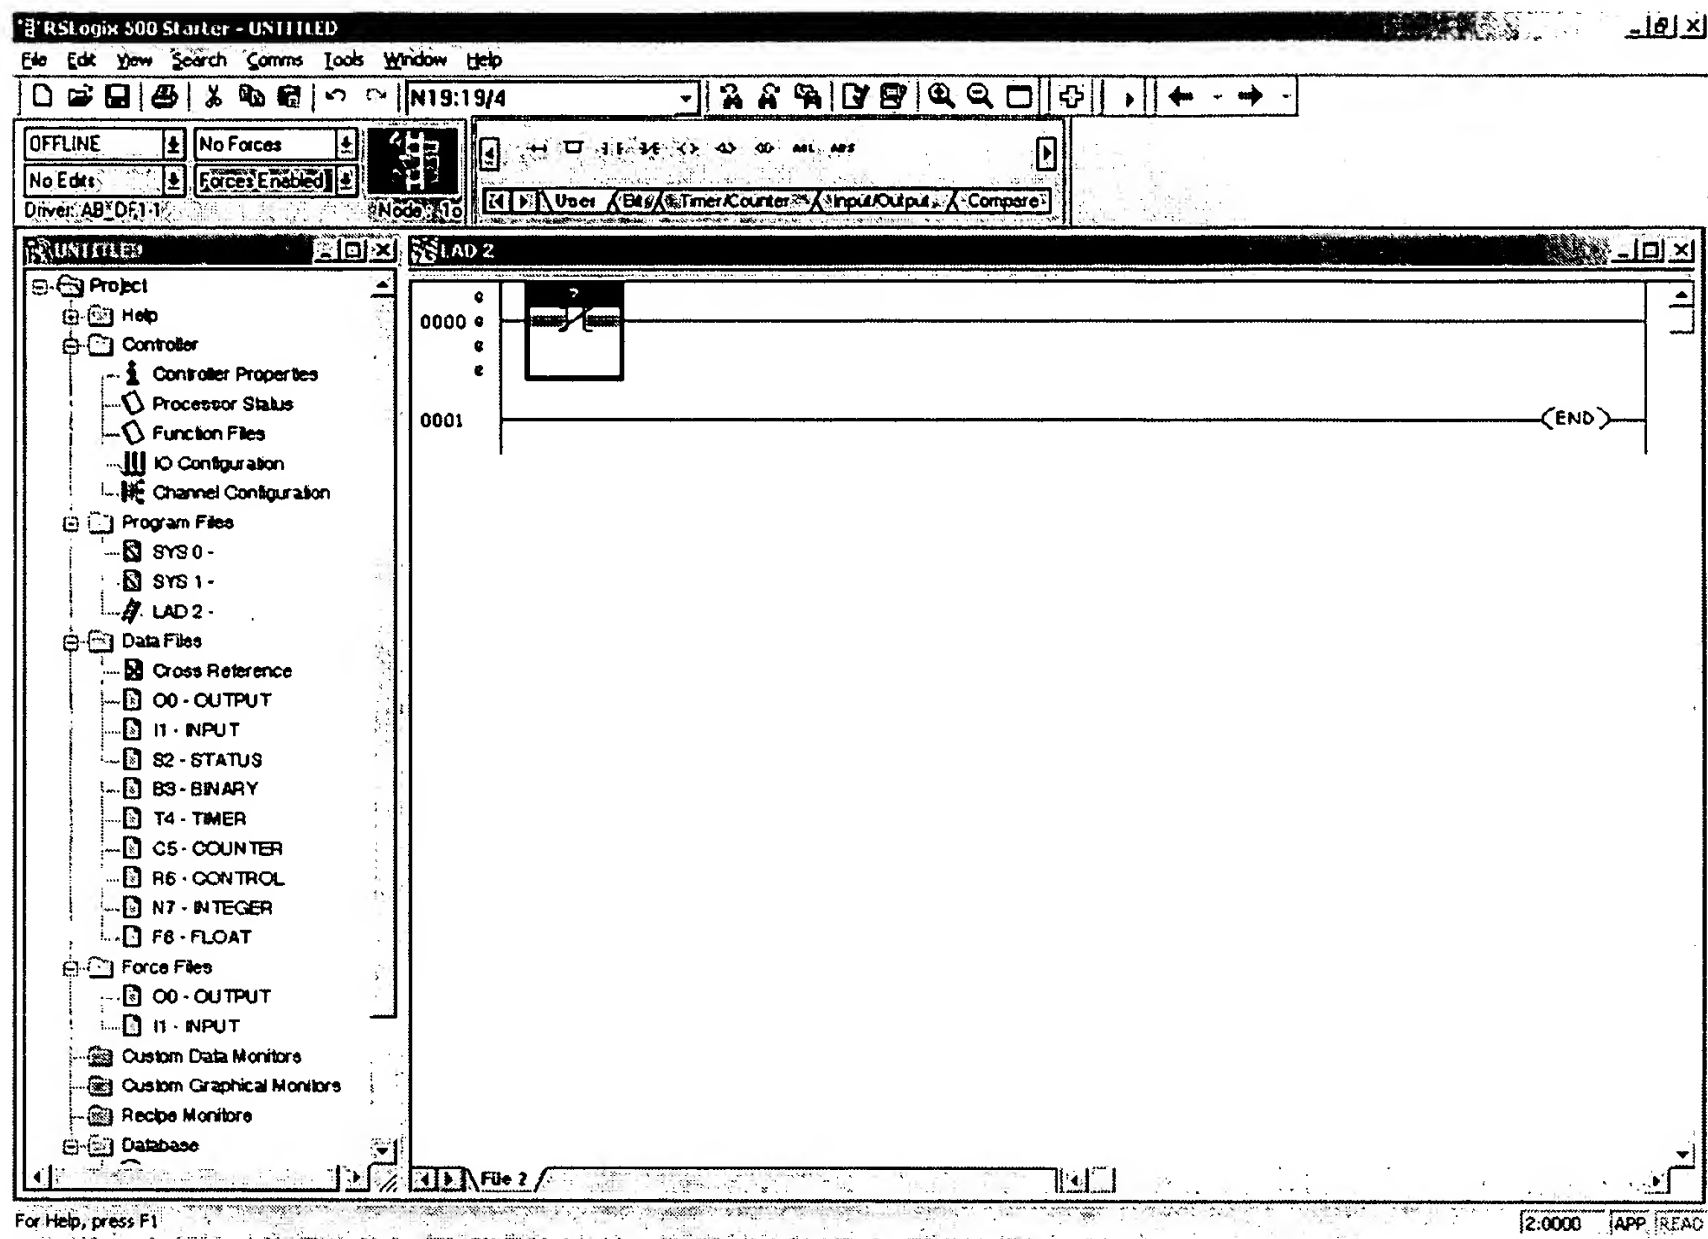 RSLogix 500 Starter - UNTITLED
File Edit View Search Comms Tools Window Help
N19:19/4
OFFLINE No Forces
No Edits Forces Enabled
Driver: AB_DF1-1 Node: 1o
User Bit Timer/Counter Input/Output Compare
UNTITLED
LAD 2
Project
Help
Controller
Controller Properties
Processor Status
Function Files
IO Configuration
Channel Configuration
Program Files
SYS 0 -
SYS 1 -
LAD 2 -
Data Files
Cross Reference
O0 - OUTPUT
I1 - INPUT
S2 - STATUS
B3 - BINARY
T4 - TIMER
C5 - COUNTER
R6 - CONTROL
N7 - INTEGER
F8 - FLOAT
Force Files
O0 - OUTPUT
I1 - INPUT
Custom Data Monitors
Custom Graphical Monitors
Recipe Monitors
Database
e
?
0000 e
e
e
0001
END
File 2
For Help, press F1
2:0000 APP READ